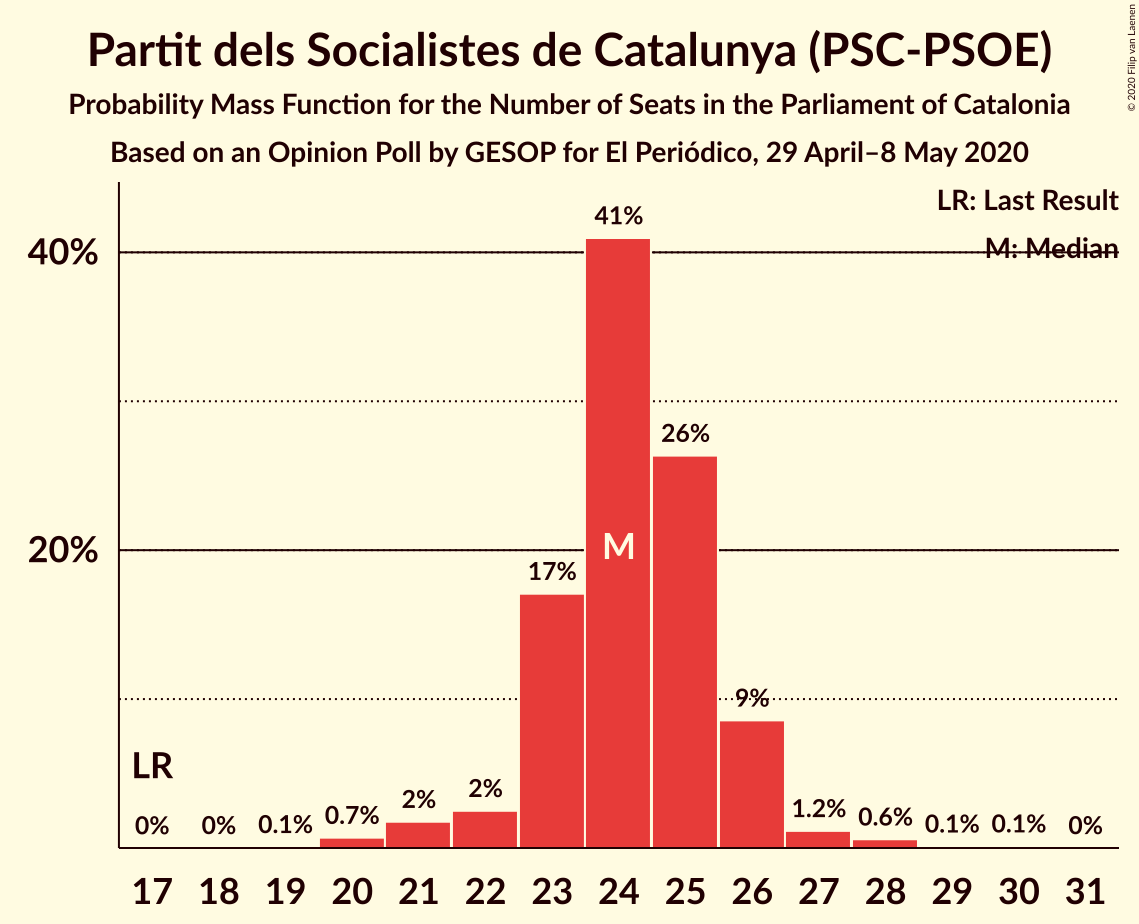 Partit dels Socialistes de Catalunya (PSC-PSOE)
Probability Mass Function for the Number of Seats in the Parliament of Catalonia
Based on an Opinion Poll by GESOP for El Periódico, 29 April–8 May 2020
© 2020 Filip van Laenen
LR: Last Result
M: Median
40%
20%
41%
26%
M
17%
9%
LR
0%
0%
0.1%
0.7%
2%
2%
1.2%
0.6%
0.1%
0.1%
0%
17 18 19 20 21 22 23 24 25 26 27 28 29 30 31